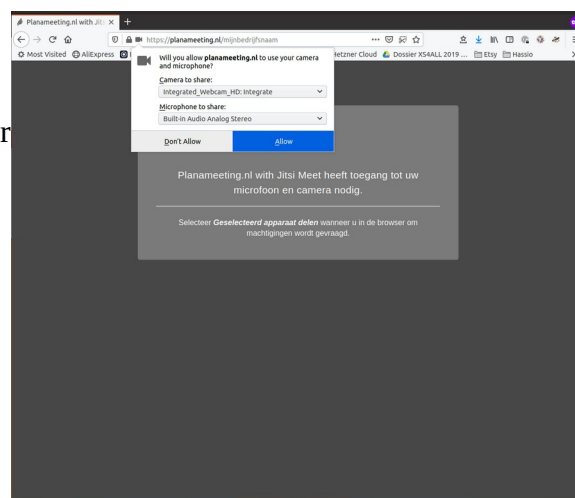 Planameeting.nl with Jits
https://planameeting.nl/mijnbedrijfsnaam
Most Visited AliExpress Hetzner Cloud Dossier XS4ALL 2019 ... Etsy Hassio
Will you allow planameeting.nl to use your camera
and microphone?
Camera to share:
Integrated_Webcam_HD: Integrate
Microphone to share:
Built-in Audio Analog Stereo
Don't Allow Allow
r
Planameeting.nl with Jitsi Meet heeft toegang tot uw
microfoon en camera nodig.
Selecteer Geselecteerd apparaat delen wanneer u in de browser om
machtigingen wordt gevraagd.